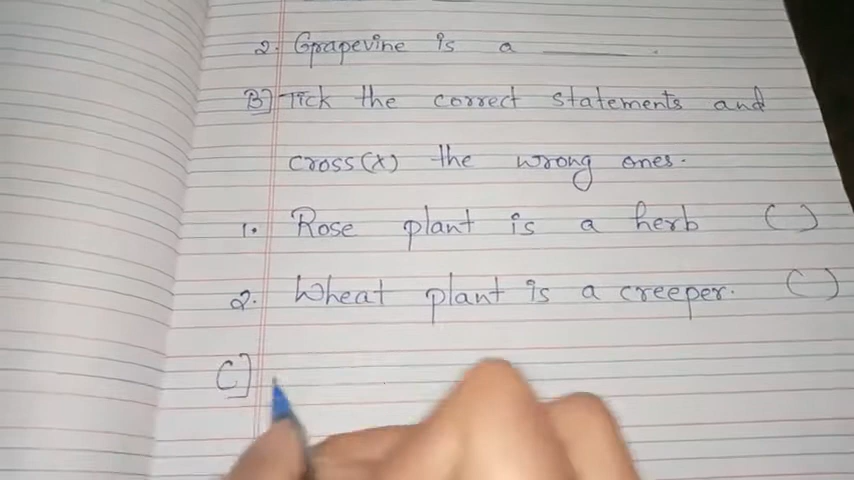 2. Grapevine is a ________.
B] Tick the correct statements and
cross(x) the wrong ones.
1. Rose plant is a herb ( )
2. Wheat plant is a creeper. ( )
C]